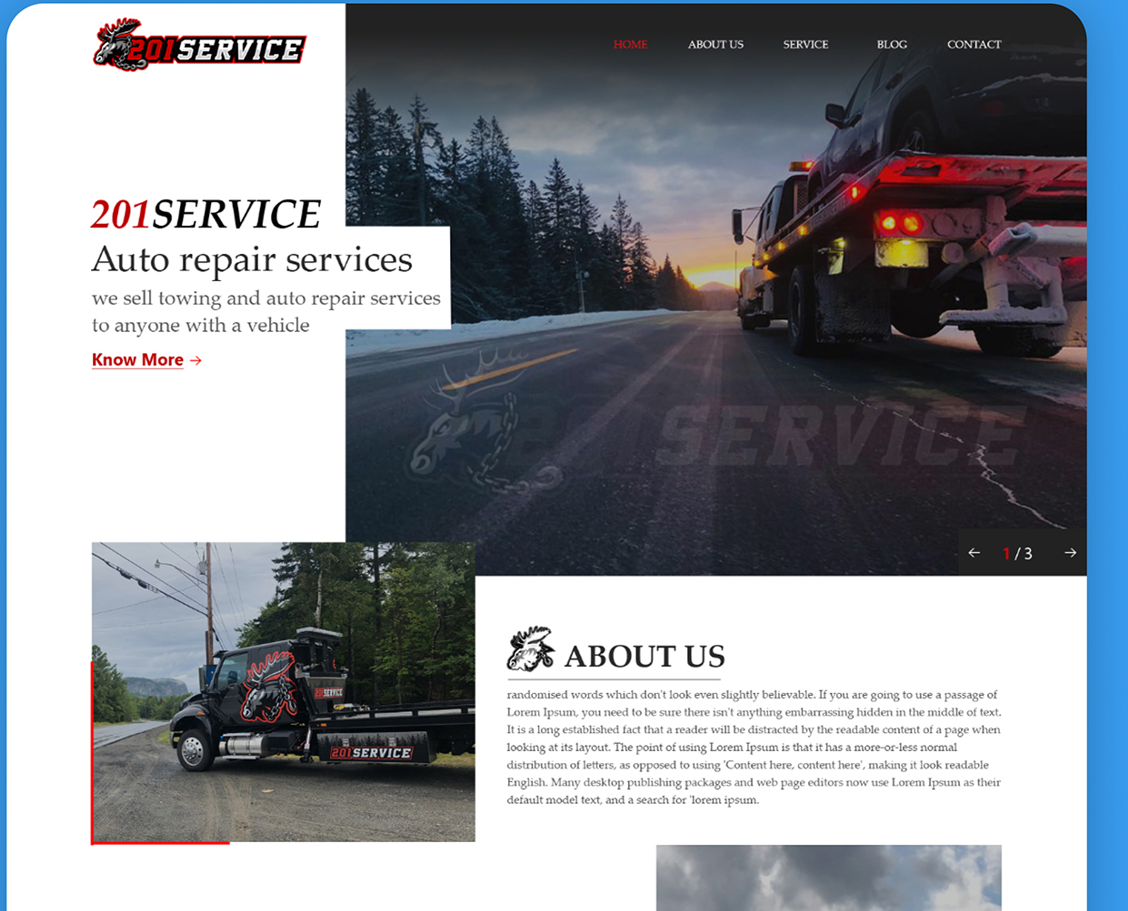 201SERVICE
HOME ABOUT US SERVICE BLOG CONTACT
201SERVICE
Auto repair services
we sell towing and auto repair services
to anyone with a vehicle
Know More →
201SERVICE
← 1 / 3 →
201SERVICE
201SERVICE
ABOUT US
randomised words which don't look even slightly believable. If you are going to use a passage of
Lorem Ipsum, you need to be sure there isn't anything embarrassing hidden in the middle of text.
It is a long established fact that a reader will be distracted by the readable content of a page when
looking at its layout. The point of using Lorem Ipsum is that it has a more-or-less normal
distribution of letters, as opposed to using 'Content here, content here', making it look readable
English. Many desktop publishing packages and web page editors now use Lorem Ipsum as their
default model text, and a search for 'lorem ipsum.